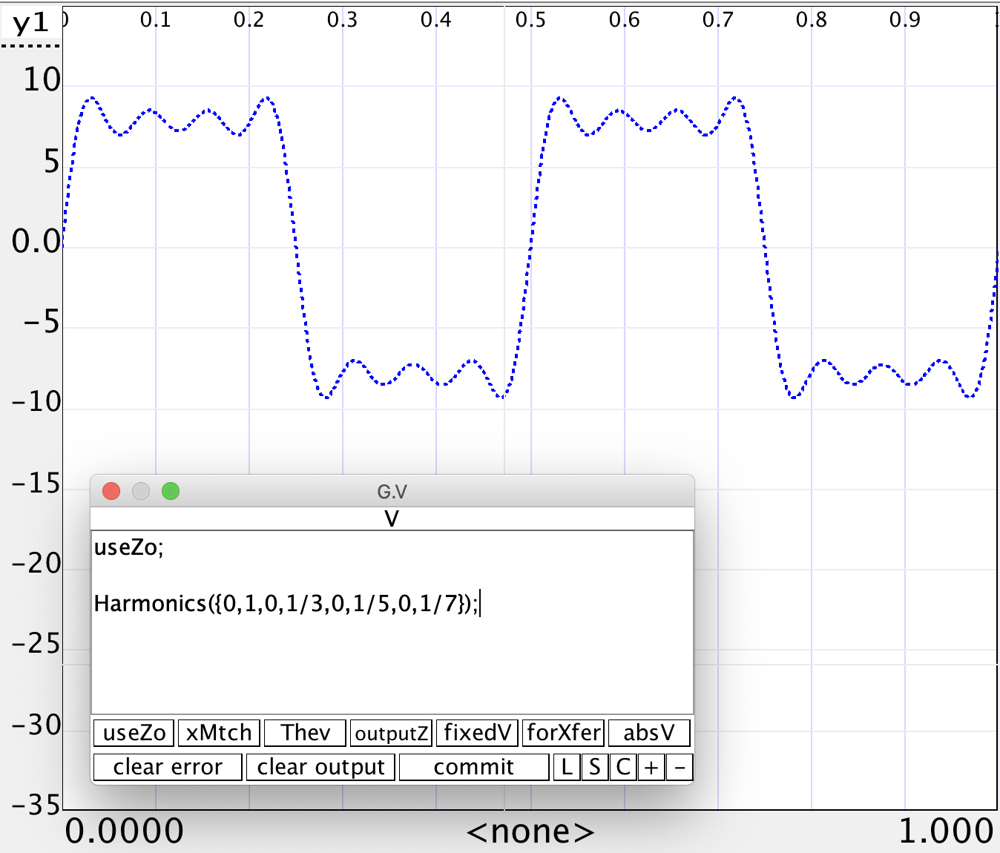 y1
0 0.1 0.2 0.3 0.4 0.5 0.6 0.7 0.8 0.9
10
5
0.0
-5
-10
-15
-20
-25
-30
-35
G.V
V
useZo;
Harmonics({0,1,0,1/3,0,1/5,0,1/7});
useZo xMtch Thev outputZ fixedV forXfer absV
clear error clear output commit L S C + -
0.0000 <none> 1.000